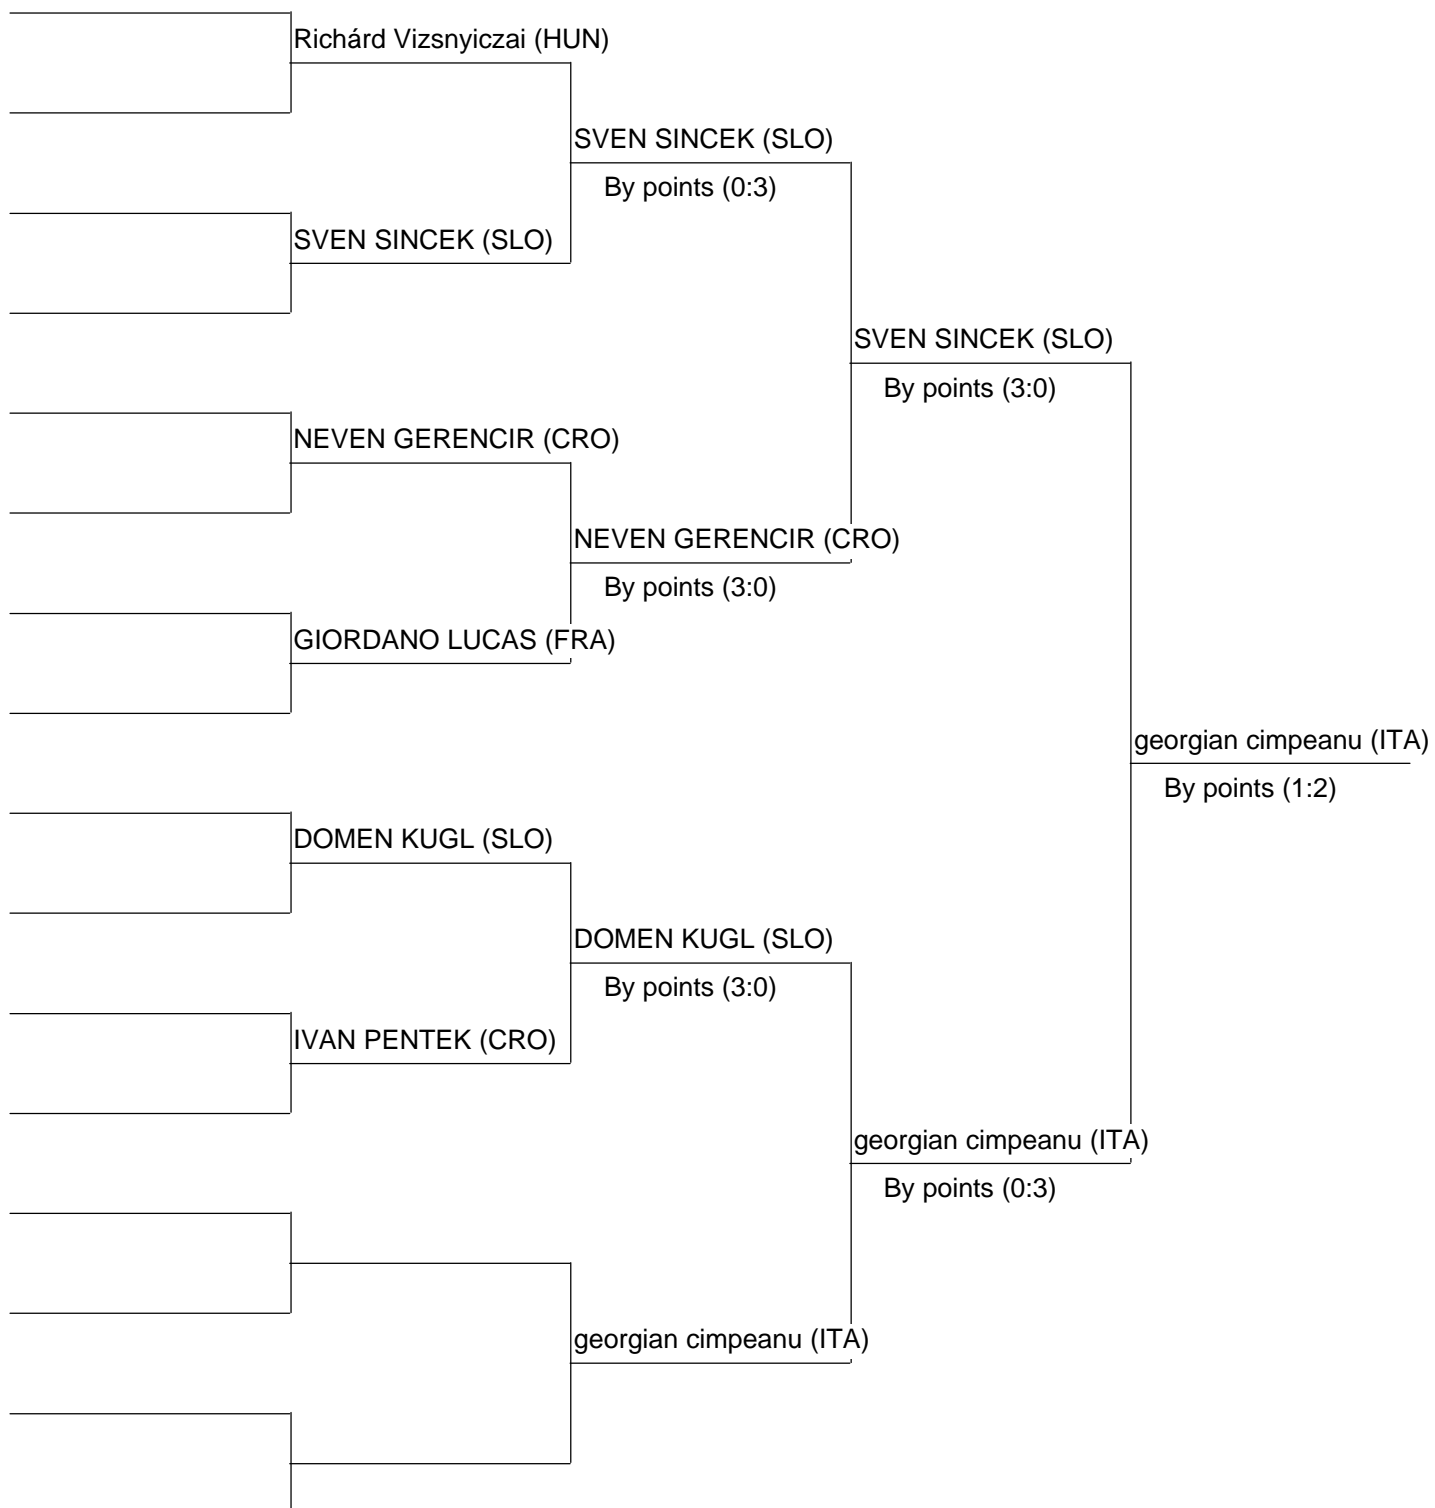 Richárd Vizsnyiczai (HUN)
SVEN SINCEK (SLO)
By points (0:3)
SVEN SINCEK (SLO)
SVEN SINCEK (SLO)
By points (3:0)
NEVEN GERENCIR (CRO)
NEVEN GERENCIR (CRO)
By points (3:0)
GIORDANO LUCAS (FRA)
georgian cimpeanu (ITA)
By points (1:2)
DOMEN KUGL (SLO)
DOMEN KUGL (SLO)
By points (3:0)
IVAN PENTEK (CRO)
georgian cimpeanu (ITA)
By points (0:3)
georgian cimpeanu (ITA)